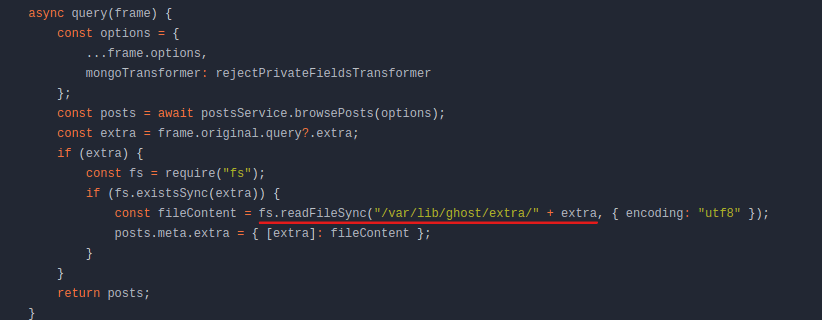 async query(frame) {
const options = {
...frame.options,
mongoTransformer: rejectPrivateFieldsTransformer
};
const posts = await postsService.browsePosts(options);
const extra = frame.original.query?.extra;
if (extra) {
const fs = require("fs");
if (fs.existsSync(extra)) {
const fileContent = fs.readFileSync("/var/lib/ghost/extra/" + extra, { encoding: "utf8" });
posts.meta.extra = { [extra]: fileContent };
}
}
return posts;
}